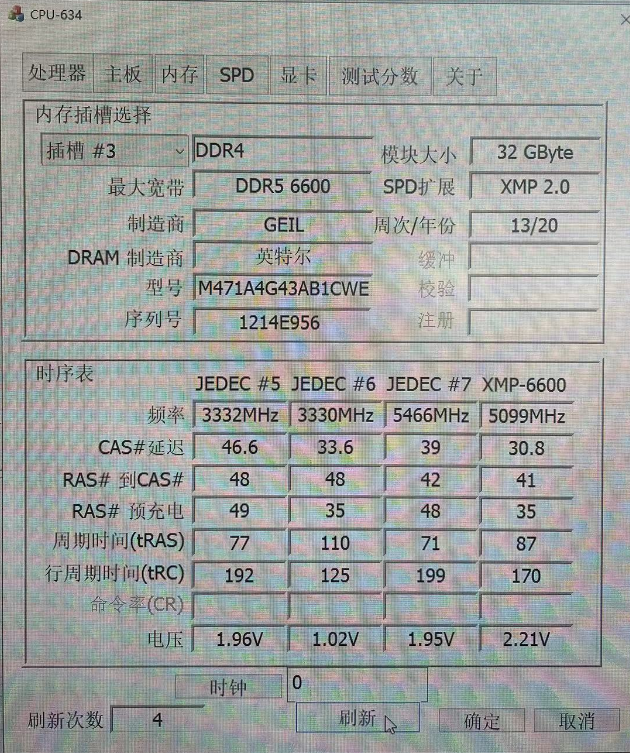 CPU-634
处理器 主板 内存 SPD 显卡 测试分数 关于
内存插槽选择
插槽 #3 DDR4 模块大小 32 GByte
最大宽带 DDR5 6600 SPD扩展 XMP 2.0
制造商 GEIL 周次/年份 13/20
DRAM 制造商 英特尔 缓冲
型号 M471A4G43AB1CWE 校验
序列号 1214E956 注册
时序表
JEDEC #5 JEDEC #6 JEDEC #7 XMP-6600
频率 3332MHz 3330MHz 5466MHz 5099MHz
CAS#延迟 46.6 33.6 39 30.8
RAS# 到CAS# 48 48 42 41
RAS# 预充电 49 35 48 35
周期时间(tRAS) 77 110 71 87
行周期时间(tRC) 192 125 199 170
命令率(CR)
电压 1.96V 1.02V 1.95V 2.21V
时钟 0
刷新次数 4 刷新 确定 取消